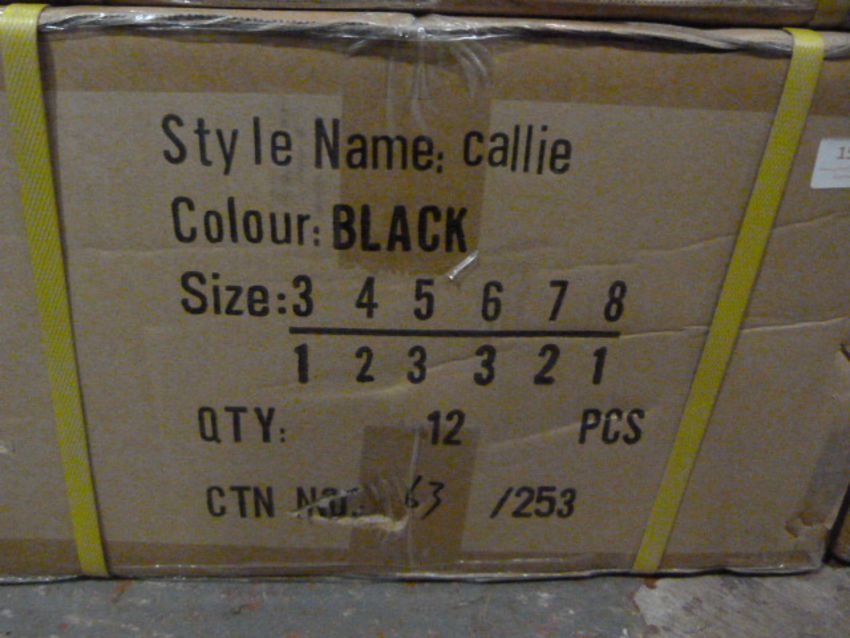 Style Name: Callie
Colour: BLACK
Size: 3 4 5 6 7 8
1 2 3 3 2 1
QTY: 12 PCS
CTN NO: 63 /253